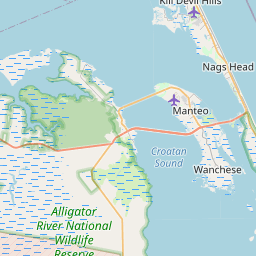 Kill Devil Hills
Nags Head
Manteo
Croatan
Sound
Wanchese
Alligator
River National
Wildlife
Reserve